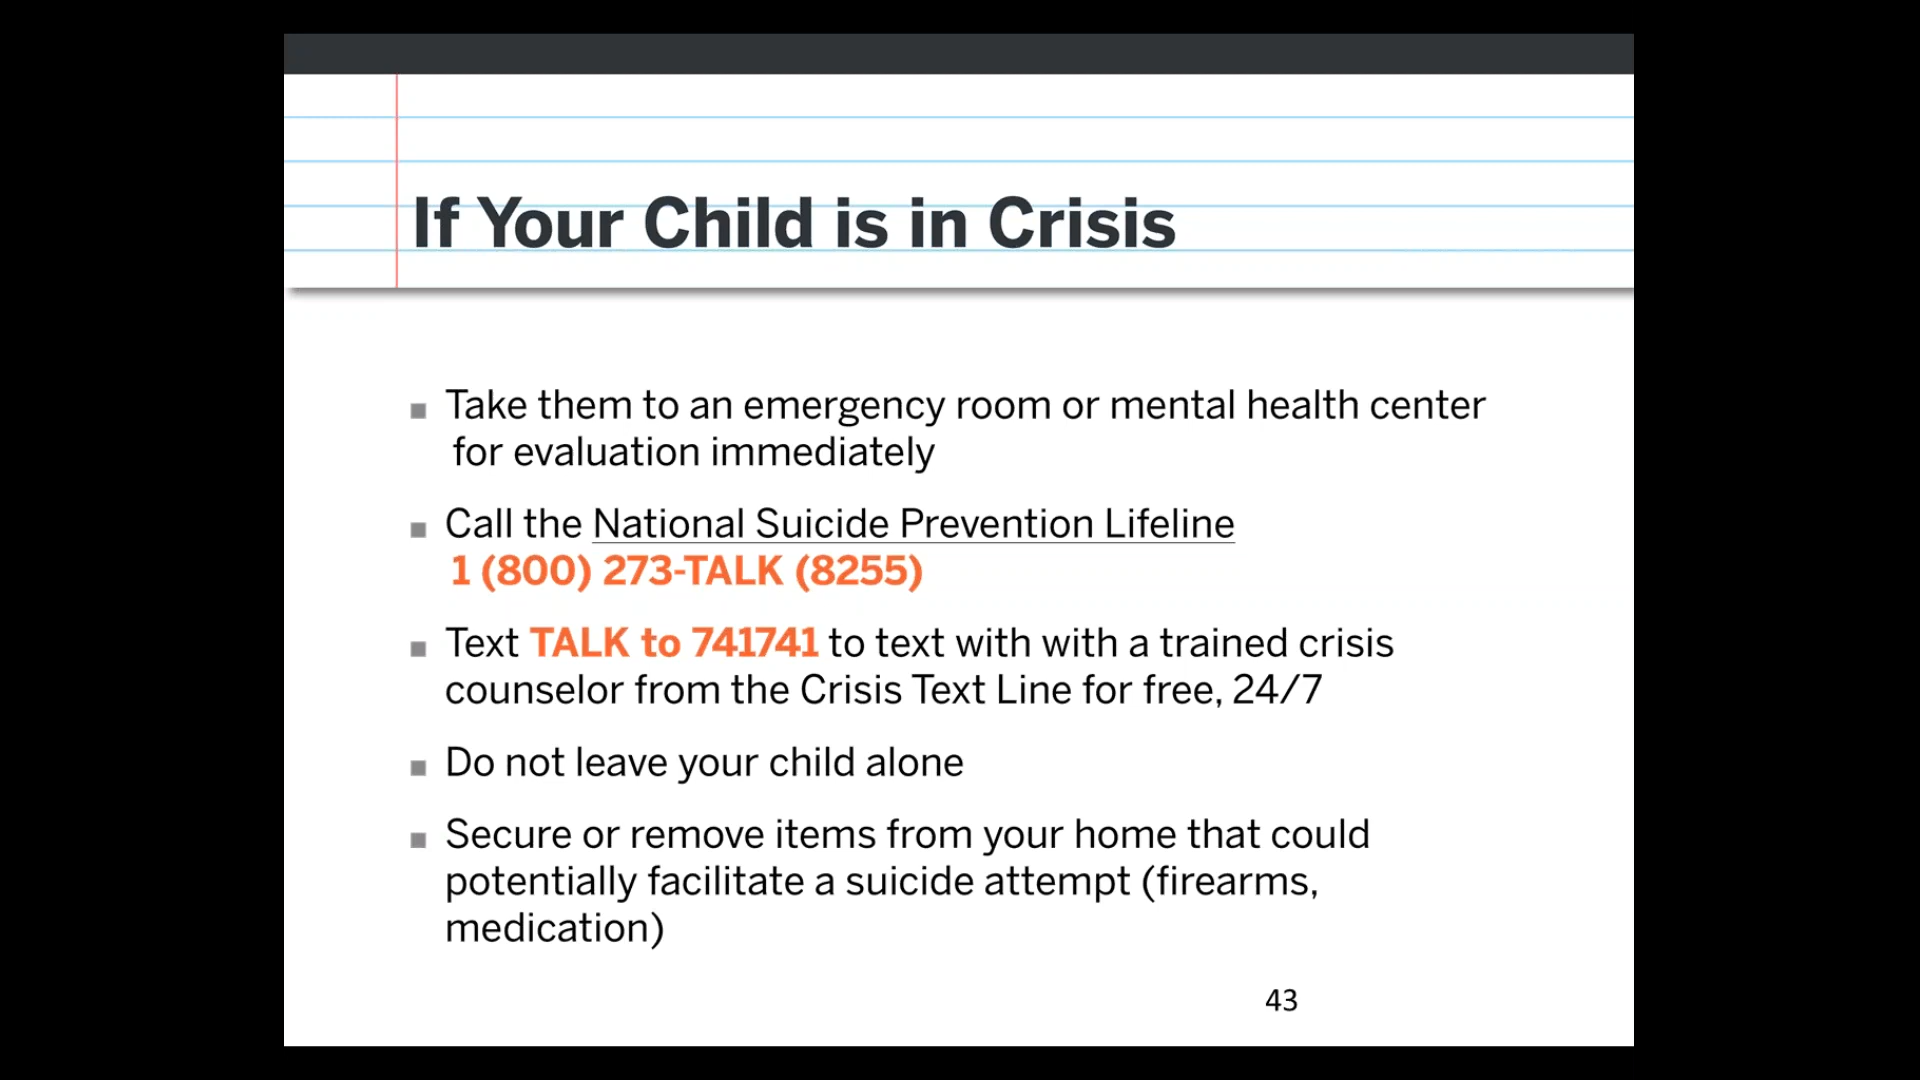 If Your Child is in Crisis
Take them to an emergency room or mental health center
for evaluation immediately
Call the National Suicide Prevention Lifeline
1 (800) 273-TALK (8255)
Text TALK to 741741 to text with with a trained crisis
counselor from the Crisis Text Line for free, 24/7
Do not leave your child alone
Secure or remove items from your home that could
potentially facilitate a suicide attempt (firearms,
medication)
43